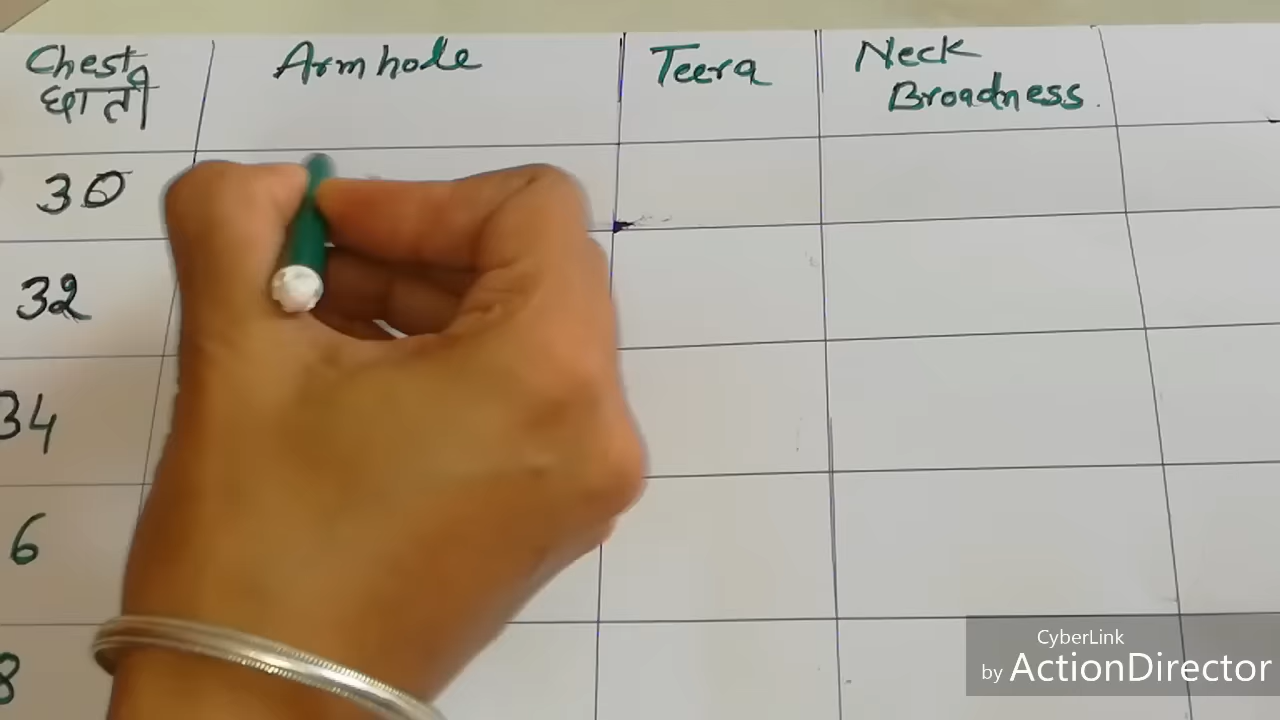 Chest Armhole Teera Neck
छाती Broadness.
30
32
34
6
8
CyberLink
by ActionDirector